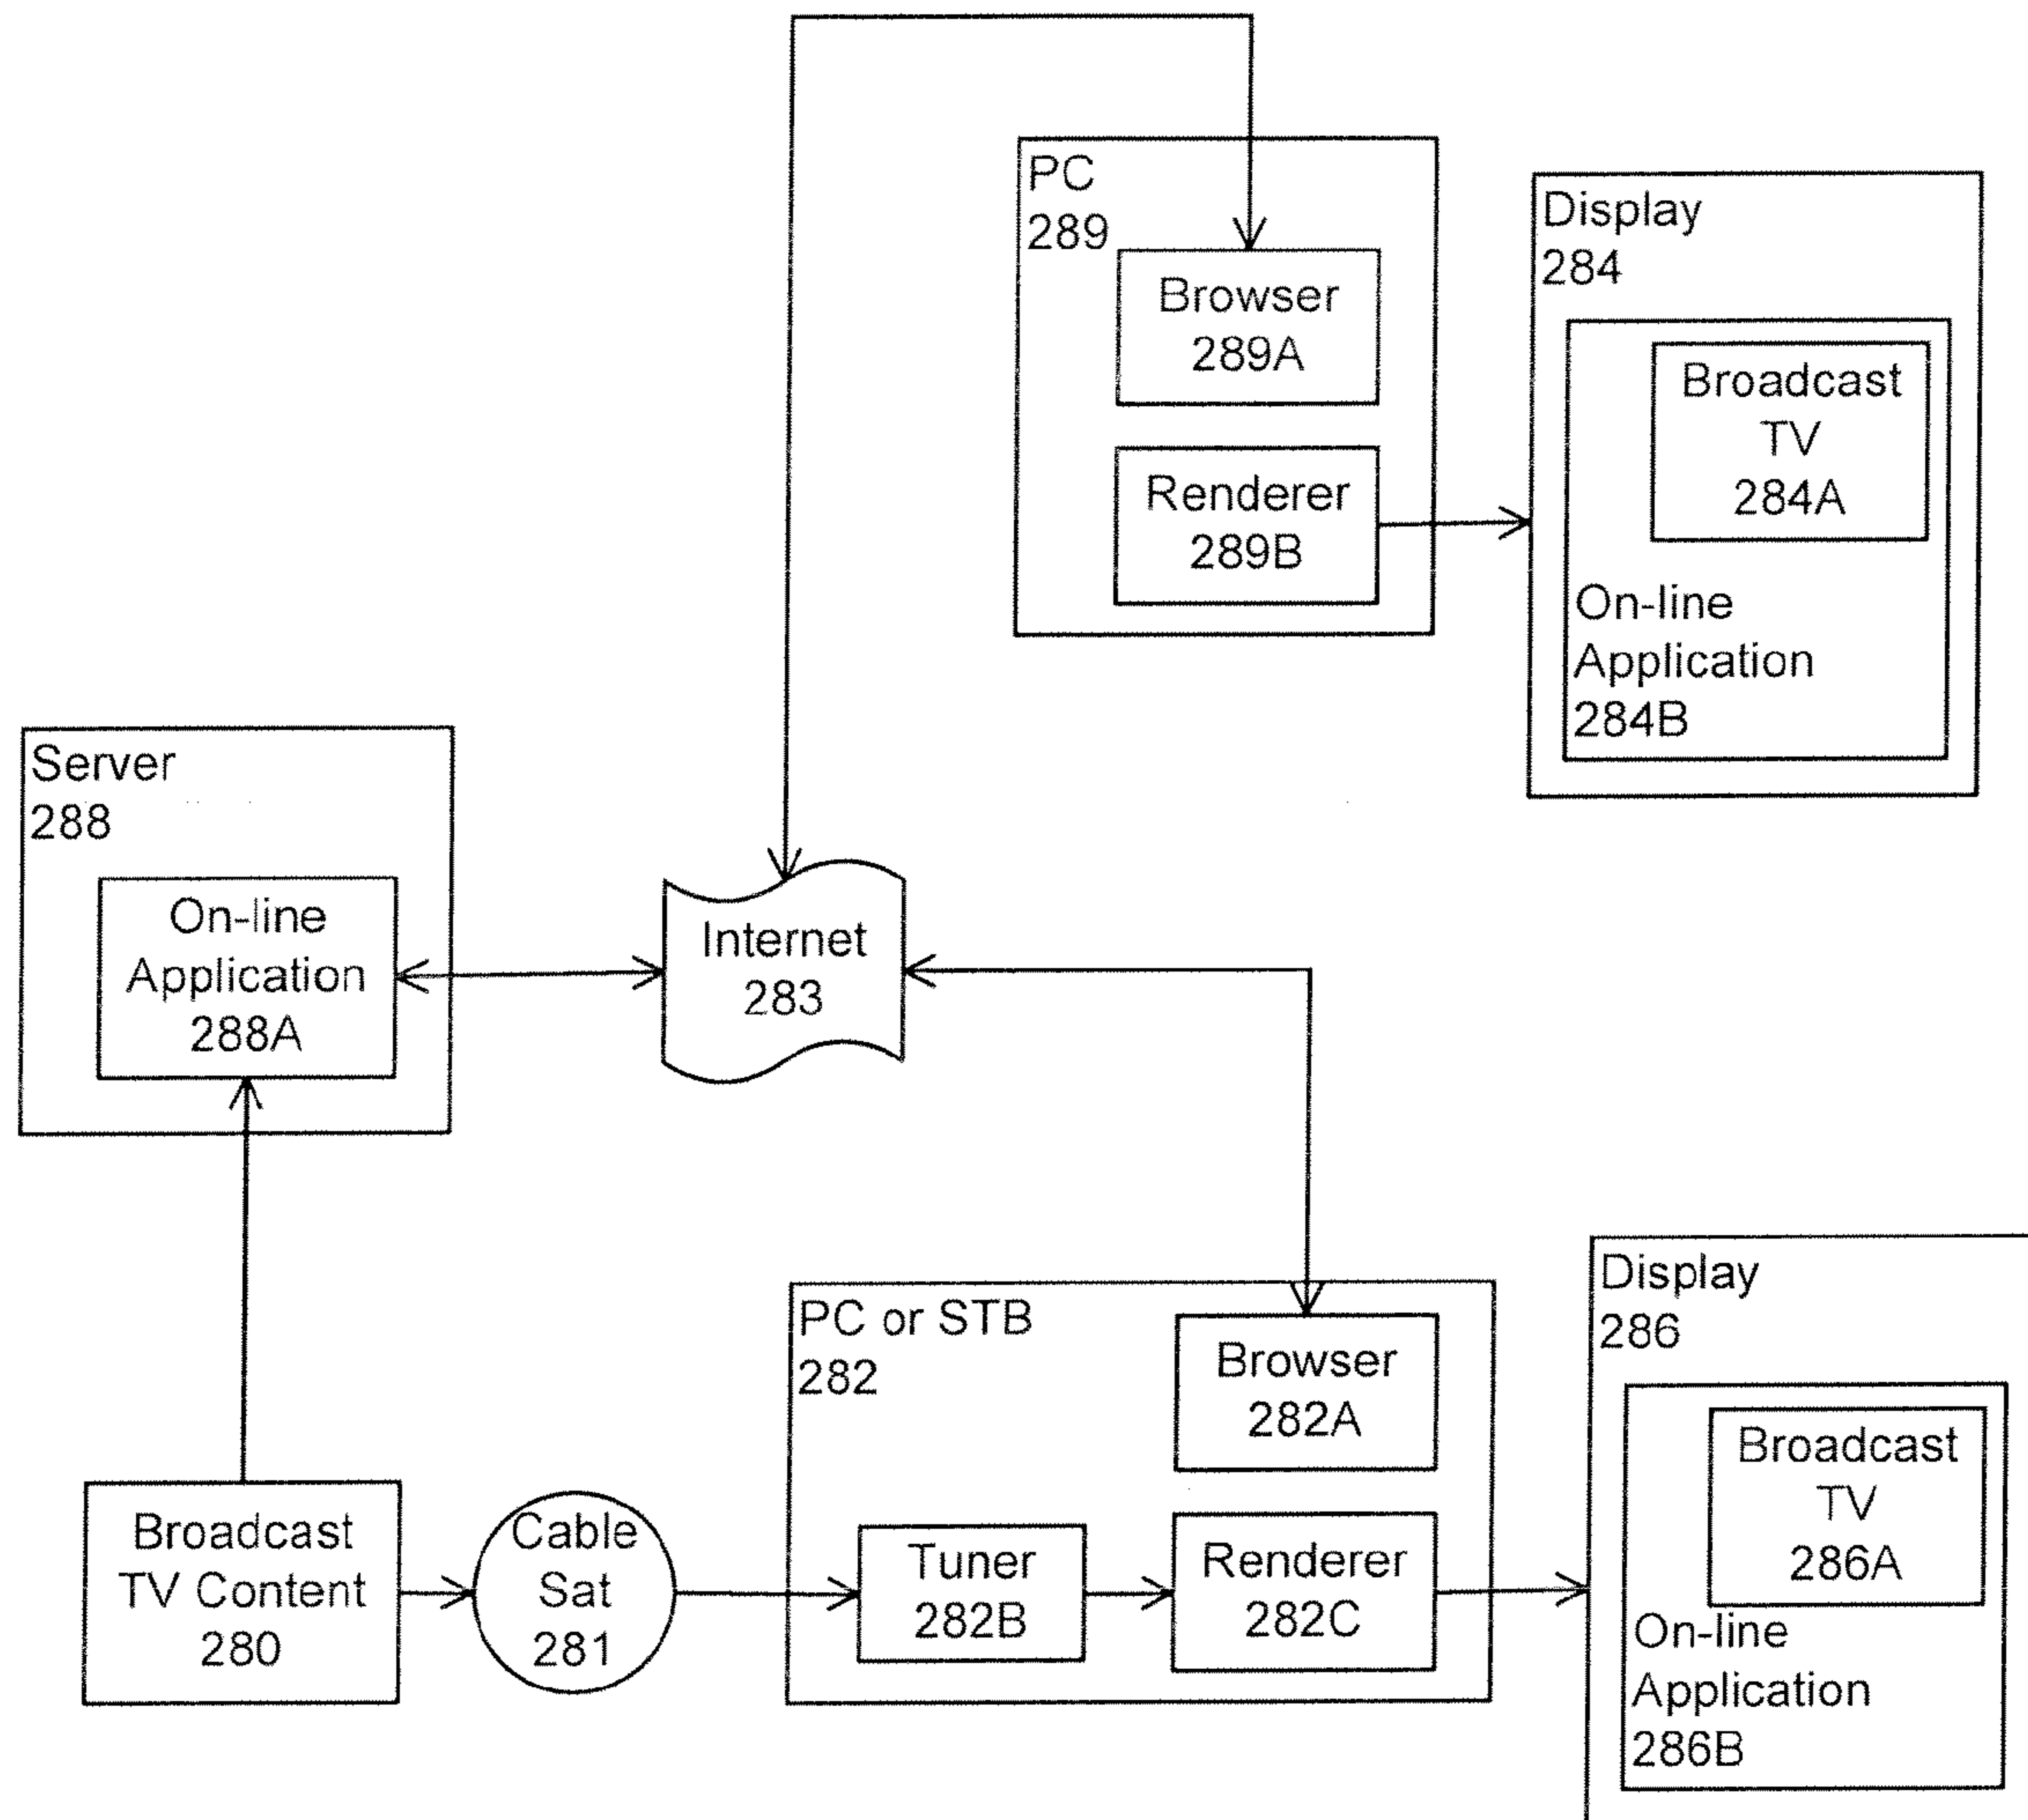 PC
289
Browser
289A
Renderer
289B
Display
284
Broadcast
TV
284A
On-line
Application
284B
Server
288
On-line
Application
288A
Internet
283
PC or STB
282
Browser
282A
Tuner
282B
Renderer
282C
Display
286
Broadcast
TV
286A
On-line
Application
286B
Broadcast
TV Content
280
Cable
Sat
281